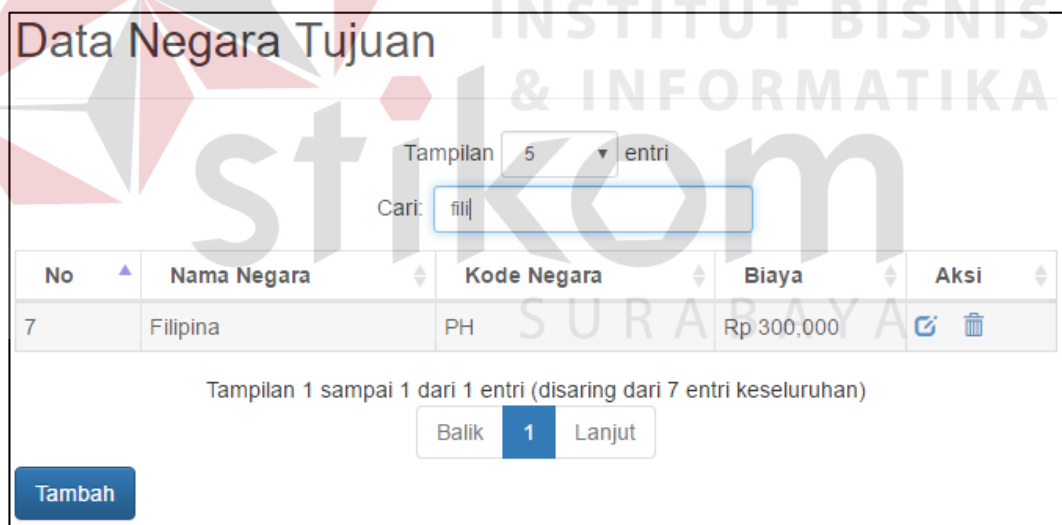 INSTITUT BISNIS
Data Negara Tujuan
& INFORMATIKA
stikom
Tampilan 5 entri
Cari: fili
No Nama Negara Kode Negara Biaya Aksi
SURABAYA
7 Filipina PH Rp 300,000
Tampilan 1 sampai 1 dari 1 entri (disaring dari 7 entri keseluruhan)
Balik 1 Lanjut
Tambah